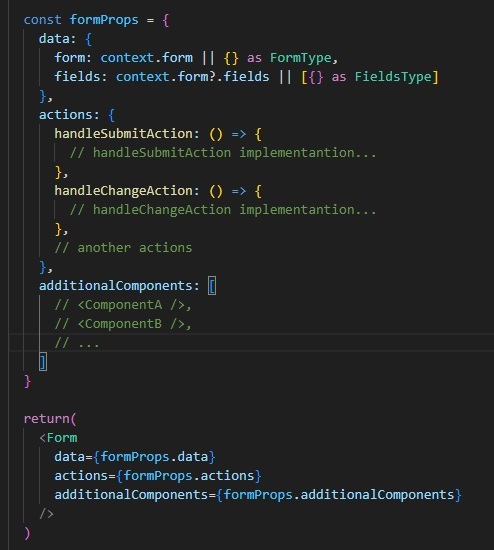 const formProps = {
  data: {
    form: context.form || {} as FormType,
    fields: context.form?.fields || [{} as FieldsType]
  },
  actions: {
    handleSubmitAction: () => {
      // handleSubmitAction implementantion...
    },
    handleChangeAction: () => {
      // handleChangeAction implementantion...
    },
    // another actions
  },
  additionalComponents: [
    // <ComponentA />,
    // <ComponentB />,
    // ...
  ]
}

return(
  <Form
    data={formProps.data}
    actions={formProps.actions}
    additionalComponents={formProps.additionalComponents}
  />
)